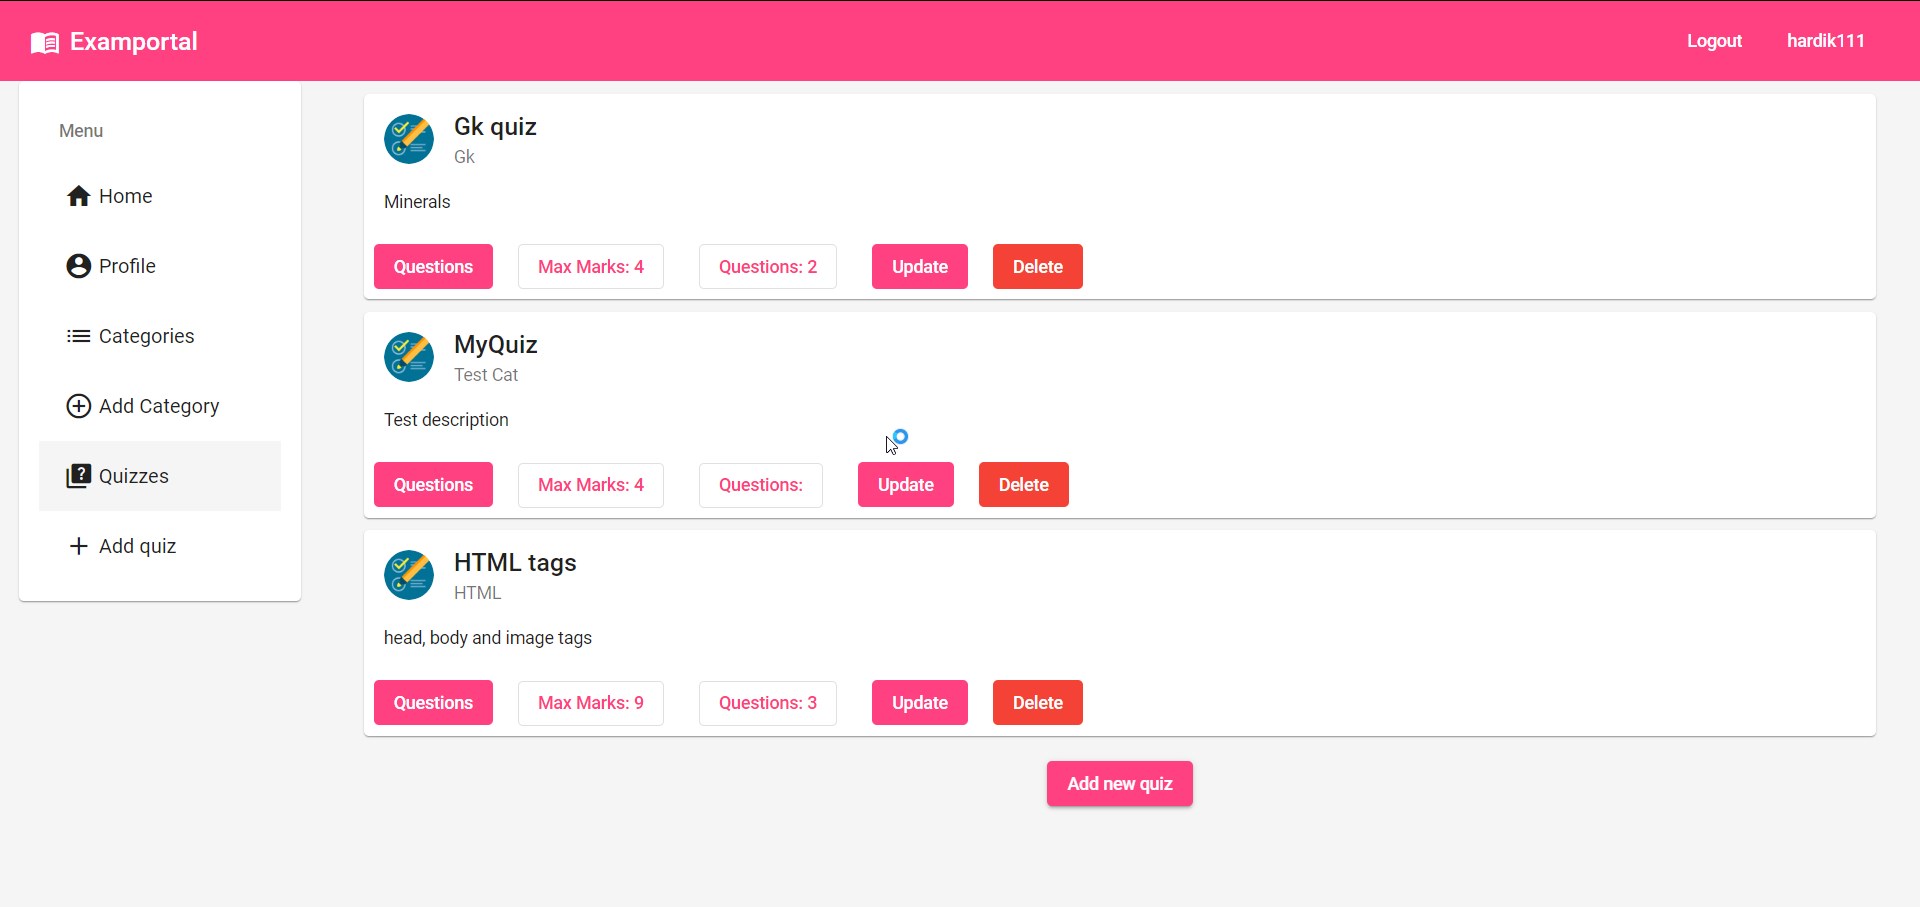 Examportal
Logout hardik111
Menu
Home
Profile
Categories
Add Category
Quizzes
Add quiz
Gk quiz
Gk
Minerals
Questions Max Marks: 4 Questions: 2 Update Delete
MyQuiz
Test Cat
Test description
Questions Max Marks: 4 Questions: Update Delete
HTML tags
HTML
head, body and image tags
Questions Max Marks: 9 Questions: 3 Update Delete
Add new quiz